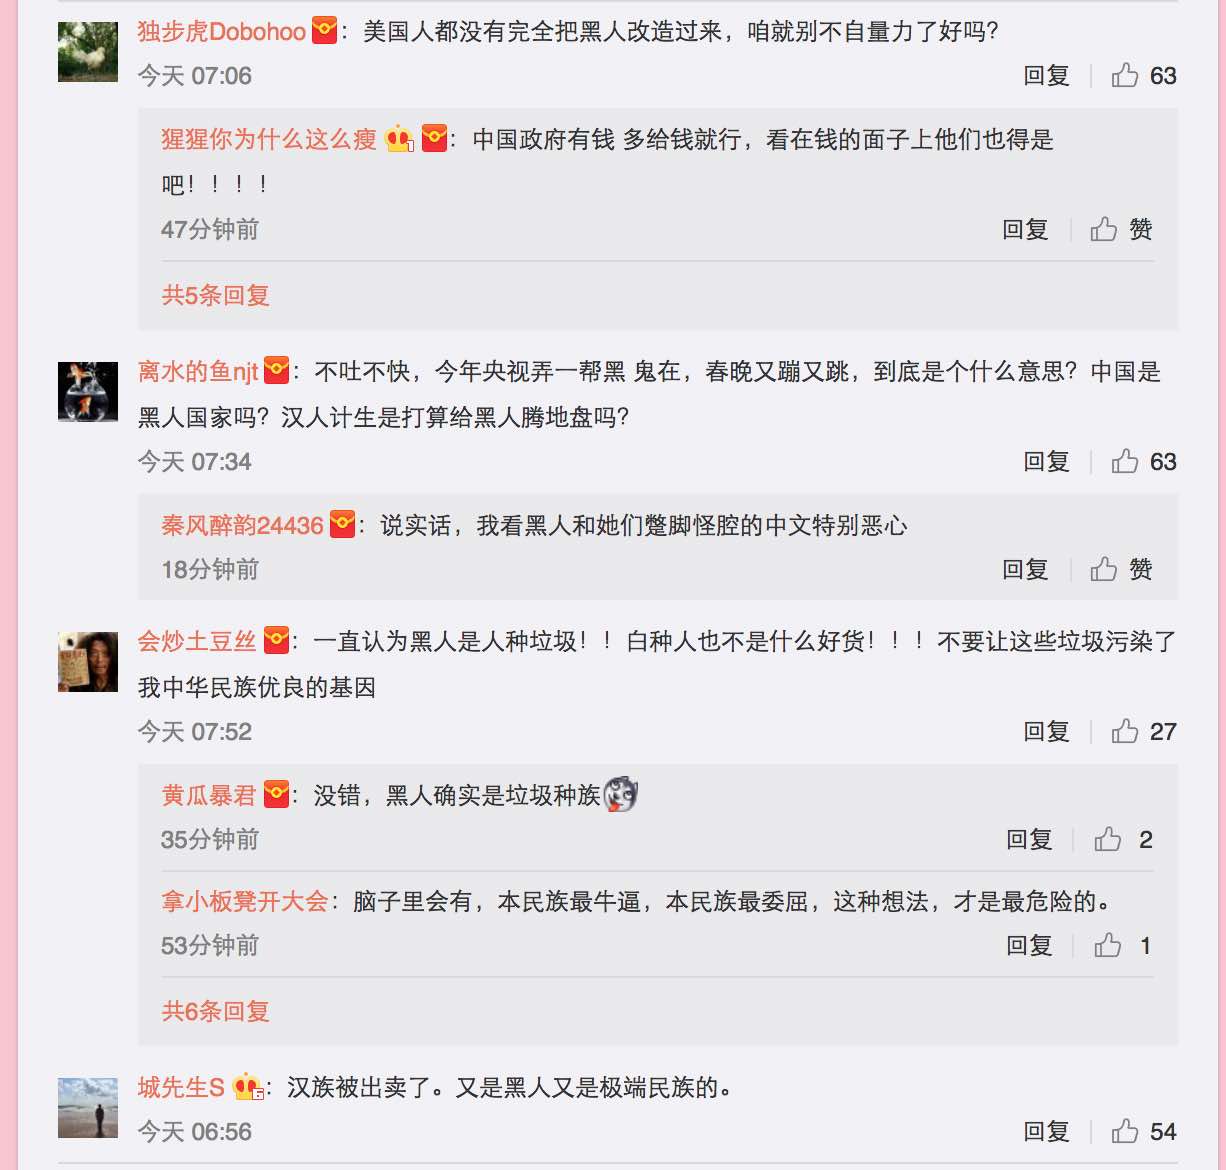 独步虎Dobohoo：美国人都没有完全把黑人改造过来，咱就别不自量力了好吗？
今天 07:06 回复 63
猩猩你为什么这么瘦：中国政府有钱 多给钱就行，看在钱的面子上他们也得是
吧！！！！
47分钟前 回复 赞
共5条回复
离水的鱼njt：不吐不快，今年央视弄一帮黑 鬼在，春晚又蹦又跳，到底是个什么意思？中国是
黑人国家吗？汉人计生是打算给黑人腾地盘吗？
今天 07:34 回复 63
秦风醉韵24436：说实话，我看黑人和她们蹩脚怪腔的中文特别恶心
18分钟前 回复 赞
会炒土豆丝：一直认为黑人是人种垃圾！！白种人也不是什么好货！！！不要让这些垃圾污染了
我中华民族优良的基因
今天 07:52 回复 27
黄瓜暴君：没错，黑人确实是垃圾种族
35分钟前 回复 2
拿小板凳开大会：脑子里会有，本民族最牛逼，本民族最委屈，这种想法，才是最危险的。
53分钟前 回复 1
共6条回复
城先生S：汉族被出卖了。又是黑人又是极端民族的。
今天 06:56 回复 54